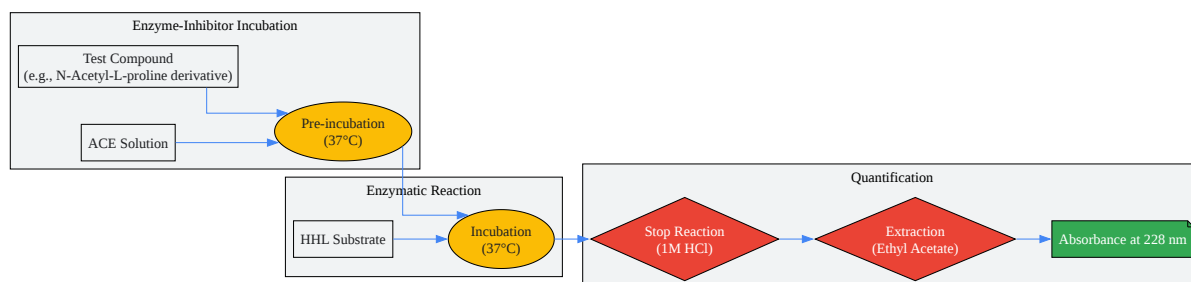 Enzyme-Inhibitor Incubation
Test Compound
(e.g., N-Acetyl-L-proline derivative)
ACE Solution
Pre-incubation
(37°C)
Enzymatic Reaction
HHL Substrate
Incubation
(37°C)
Quantification
Stop Reaction
(1M HCl)
Extraction
(Ethyl Acetate)
Absorbance at 228 nm